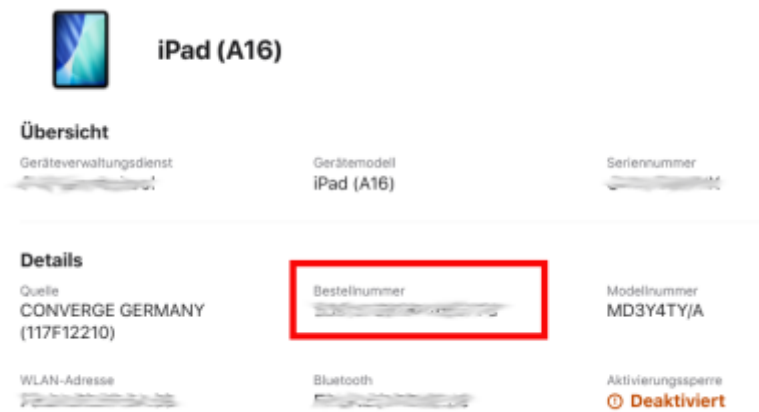 iPad (A16)
Übersicht
Geräteverwaltungsdienst
Gerätemodell
Seriennummer
iPad (A16)
Details
Quelle
Bestellnummer
Modellnummer
CONVERGE GERMANY
(117F12210)
MD3Y4TY/A
WLAN-Adresse
Bluetooth
Aktivierungssperre
Deaktiviert